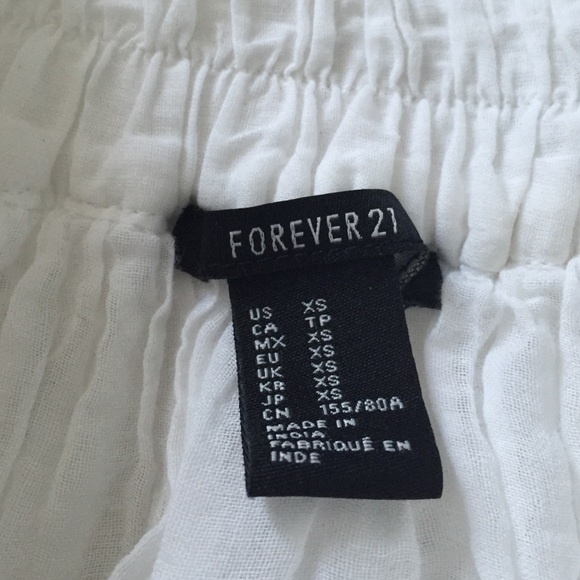 FOREVER 21
US XS
CA TP
MX XS
EU XS
UK XS
KR XS
JP XS
CN 155/80A
MADE IN
INDIA
FABRIQUÉ EN
INDE